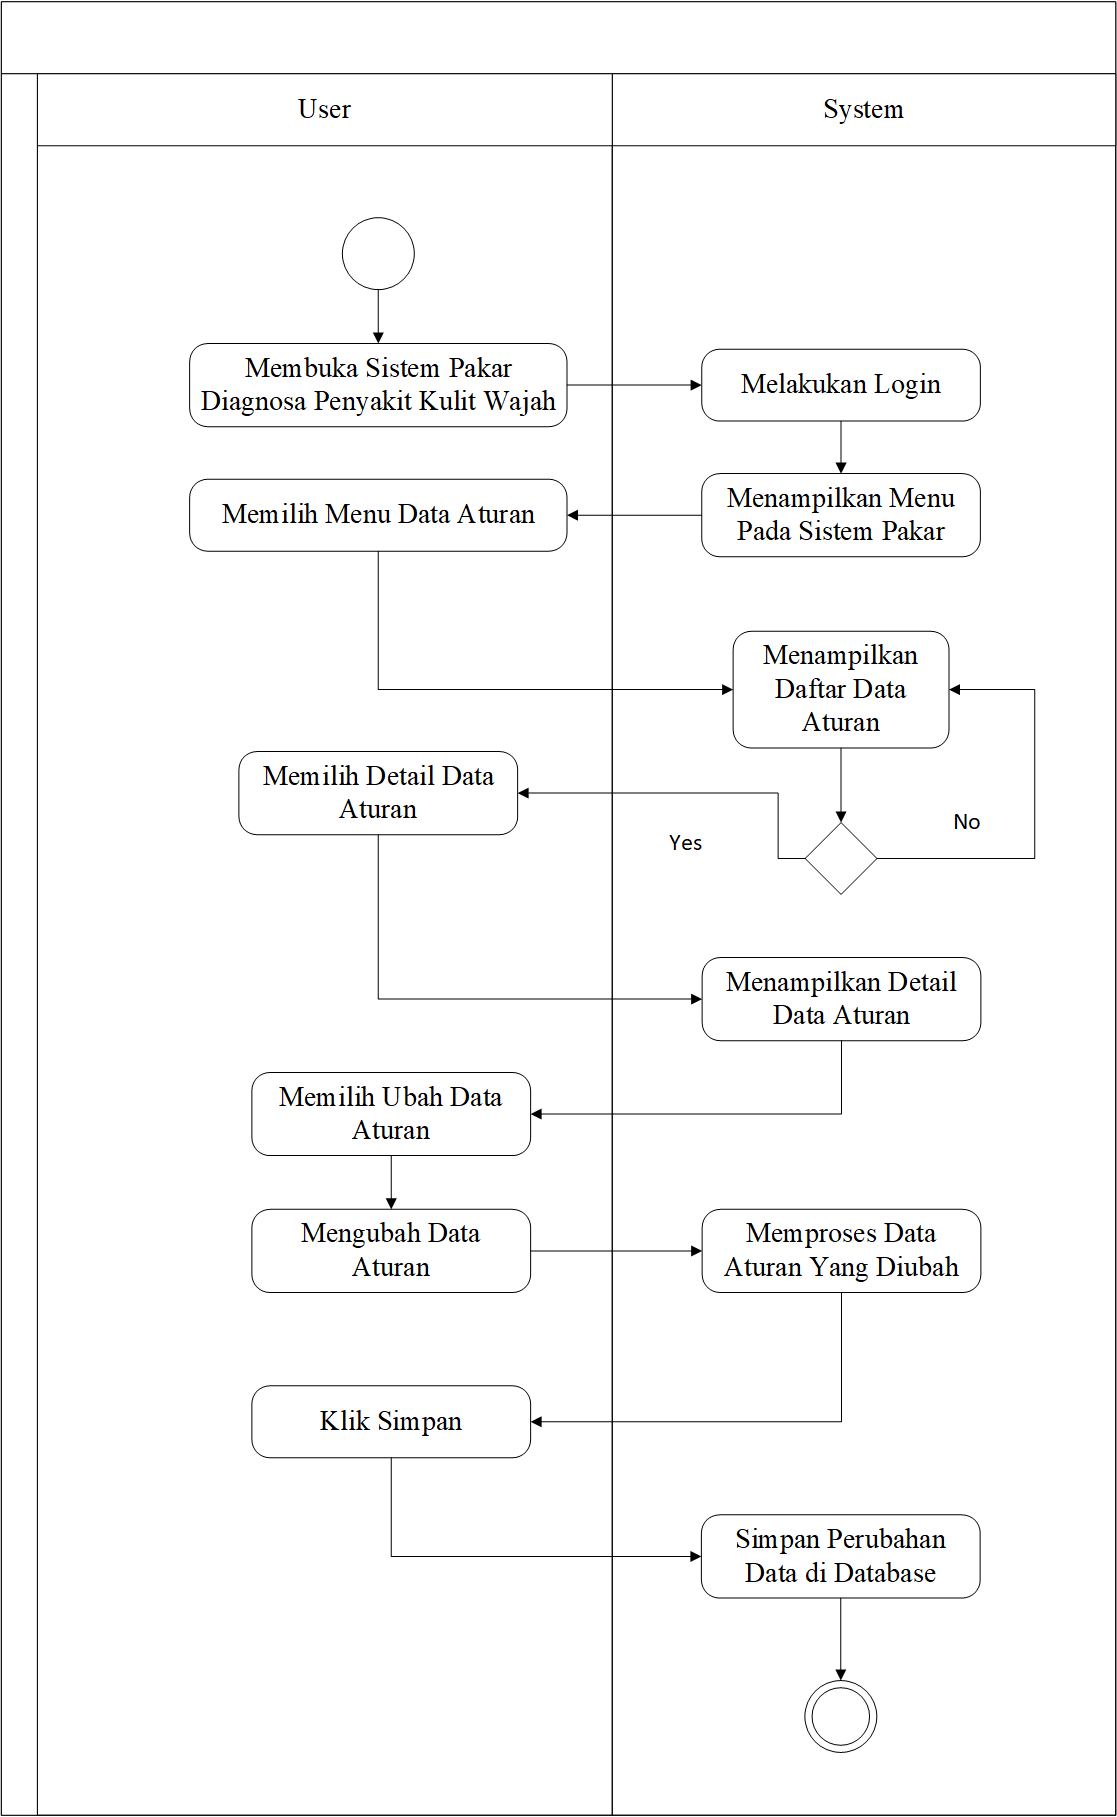 User
System
Membuka Sistem Pakar
Diagnosa Penyakit Kulit Wajah
Melakukan Login
Menampilkan Menu
Pada Sistem Pakar
Memilih Menu Data Aturan
Menampilkan
Daftar Data
Aturan
Memilih Detail Data
Aturan
Yes
No
Menampilkan Detail
Data Aturan
Memilih Ubah Data
Aturan
Mengubah Data
Aturan
Memproses Data
Aturan Yang Diubah
Klik Simpan
Simpan Perubahan
Data di Database